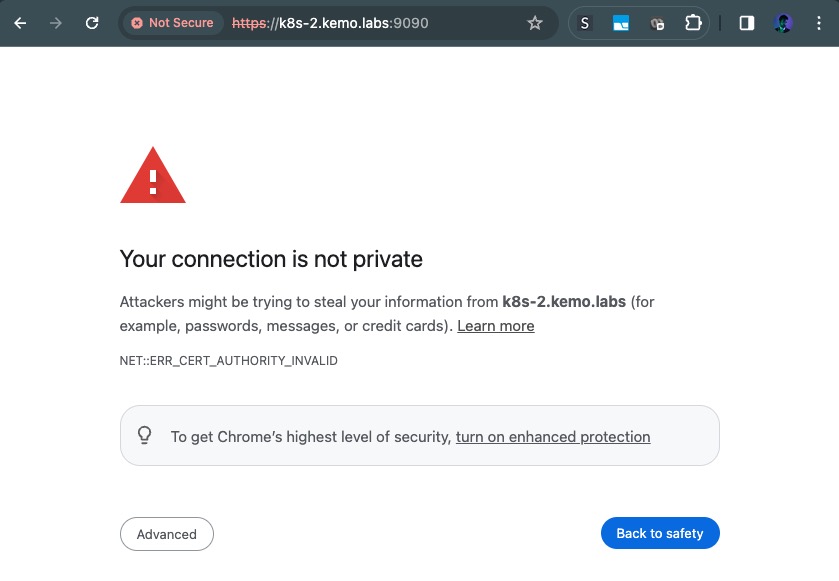 Not Secure https://k8s-2.kemo.labs:9090 S
Your connection is not private
Attackers might be trying to steal your information from k8s-2.kemo.labs (for
example, passwords, messages, or credit cards). Learn more
NET::ERR_CERT_AUTHORITY_INVALID
To get Chrome’s highest level of security, turn on enhanced protection
Advanced Back to safety